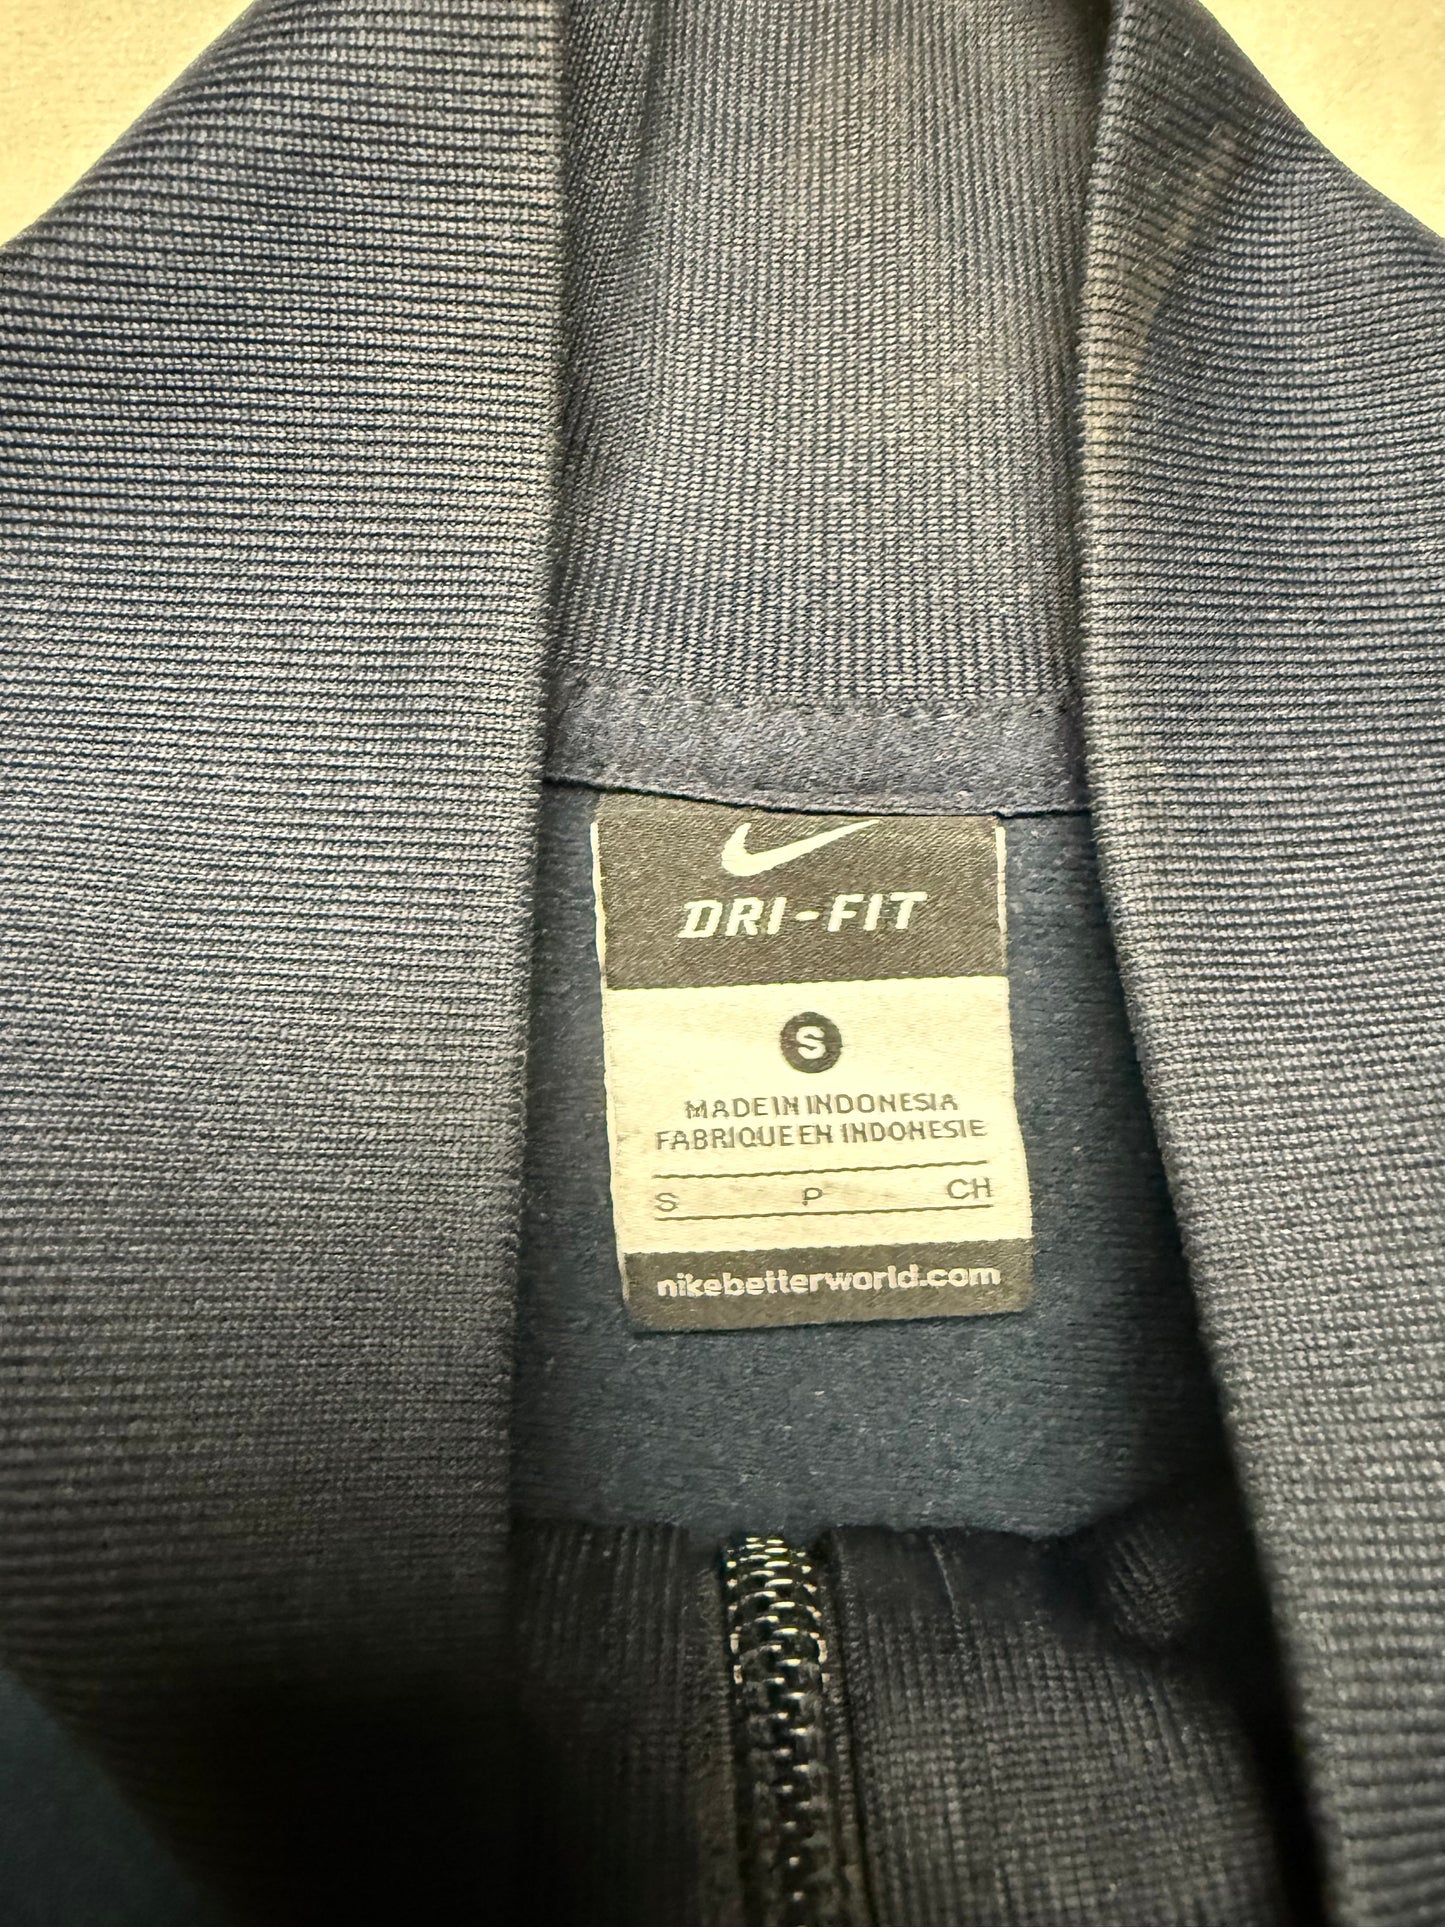 DRI-FIT
S
MADE IN INDONESIA
FABRIQUE EN INDONESIE
S P CH
nikebetterworld.com